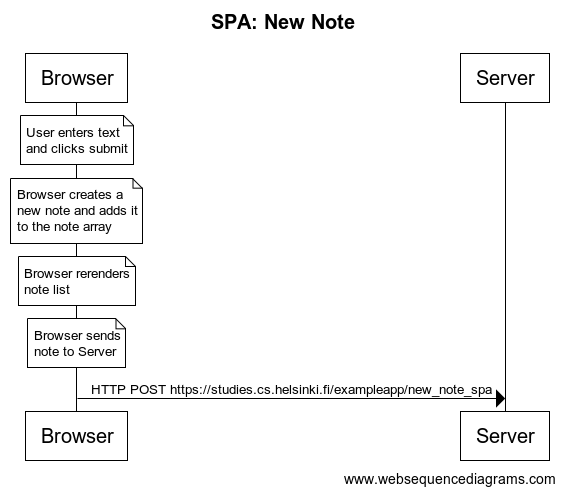 SPA: New Note
Browser
Server
User enters text
and clicks submit
Browser creates a
new note and adds it
to the note array
Browser rerenders
note list
Browser sends
note to Server
HTTP POST https://studies.cs.helsinki.fi/exampleapp/new_note_spa
Browser
Server
www.websequencediagrams.com